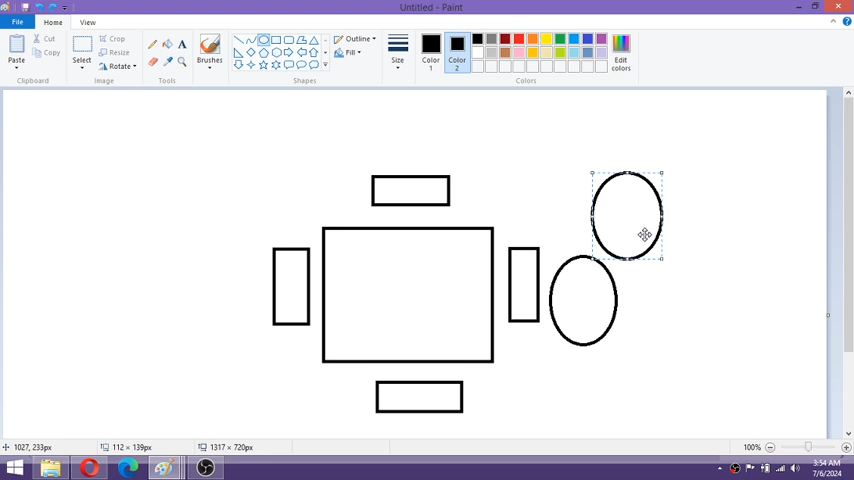 Untitled - Paint
File Home View
Paste
Cut
Copy
Clipboard
Select
Crop
Resize
Rotate
Image
A
Tools
Brushes
Shapes
Outline
Fill
Size
Color 1
Color 2
Edit colors
Colors
1027, 233px 112 × 139px 1317 × 720px 100%
3:54 AM
7/6/2024